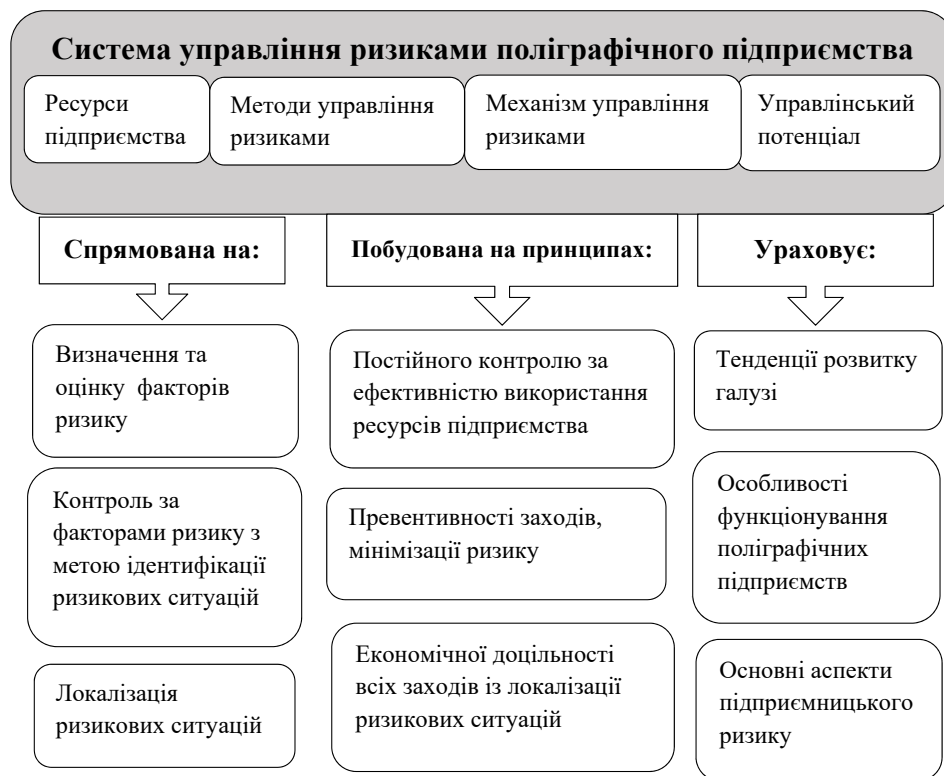 Система управління ризиками поліграфічного підприємства
Ресурси
підприємства
Методи управління
ризиками
Механізм управління
ризиками
Управлінський
потенціал
Спрямована на:
Визначення та
оцінку факторів
ризику
Контроль за
факторами ризику з
метою ідентифікації
ризикових ситуацій
Локалізація
ризикових ситуацій
Побудована на принципах:
Постійного контролю за
ефективністю використання
ресурсів підприємства
Превентивності заходів,
мінімізації ризику
Економічної доцільності
всіх заходів із локалізації
ризикових ситуацій
Ураховує:
Тенденції розвитку
галузі
Особливості
функціонування
поліграфічних
підприємств
Основні аспекти
підприємницького
ризику